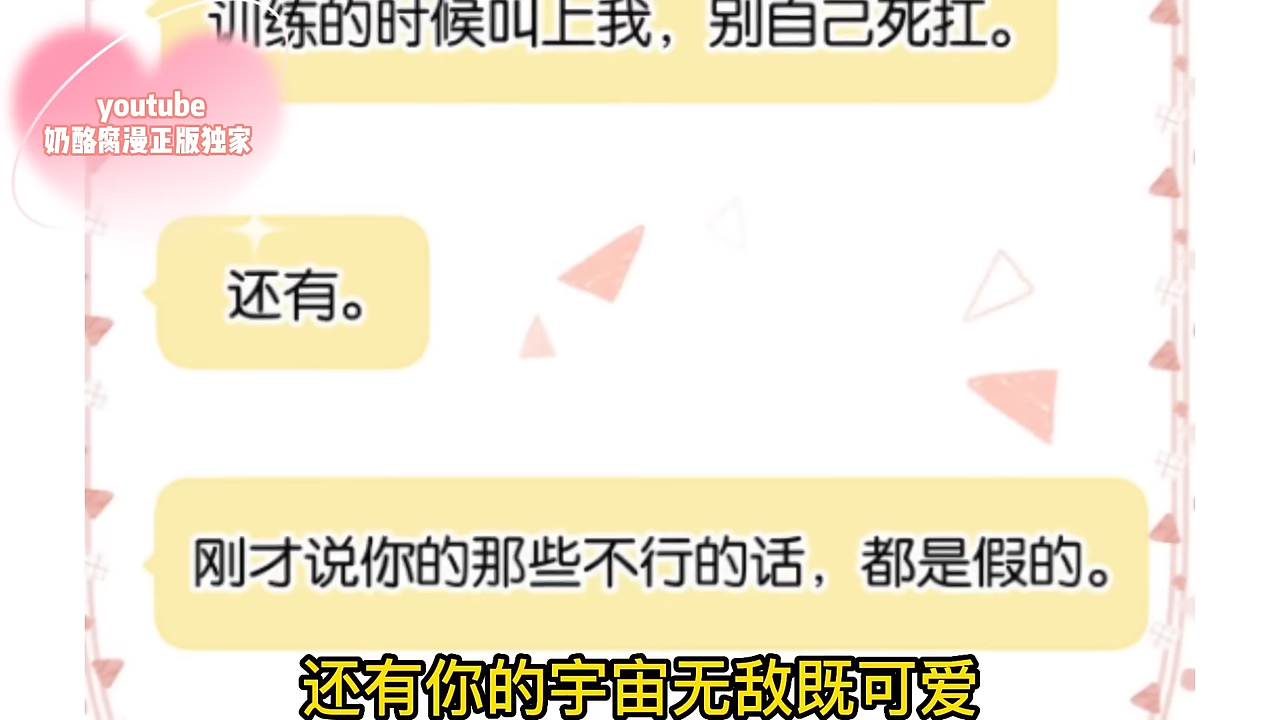 训练的时候叫上我，别自己死扛。
youtube
奶酪腐漫正版独家
还有。
刚才说你的那些不行的话，都是假的。
还有你的宇宙无敌既可爱